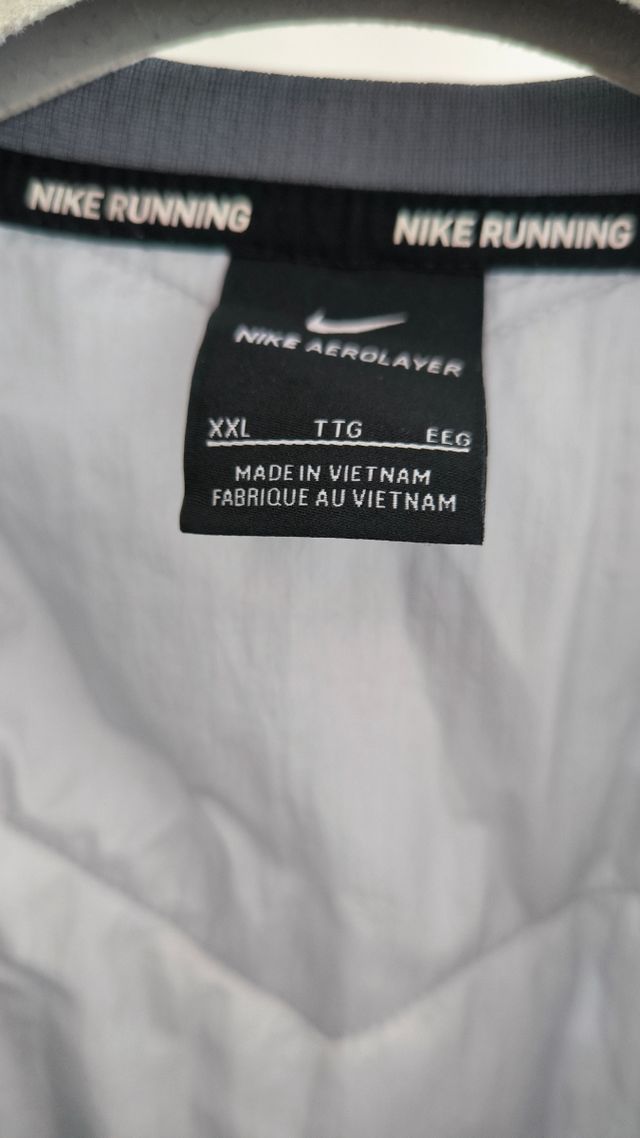 NIKE RUNNING NIKE RUNNING
NIKE AEROLAYER
XXL TTG EEG
MADE IN VIETNAM
FABRIQUE AU VIETNAM